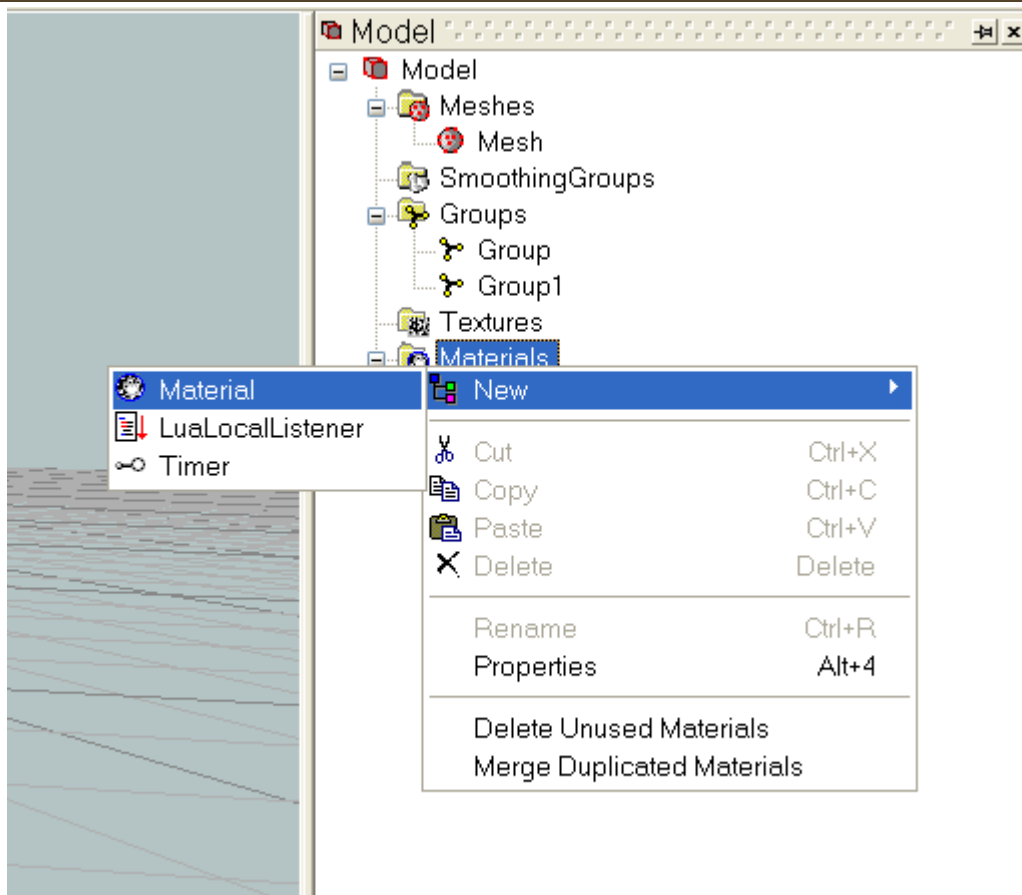 Model
Model
Meshes
Mesh
SmoothingGroups
Groups
Group
Group1
Textures
Materials
Material
LuaLocalListener
Timer
New
Cut Ctrl+X
Copy Ctrl+C
Paste Ctrl+V
Delete Delete
Rename Ctrl+R
Properties Alt+4
Delete Unused Materials
Merge Duplicated Materials